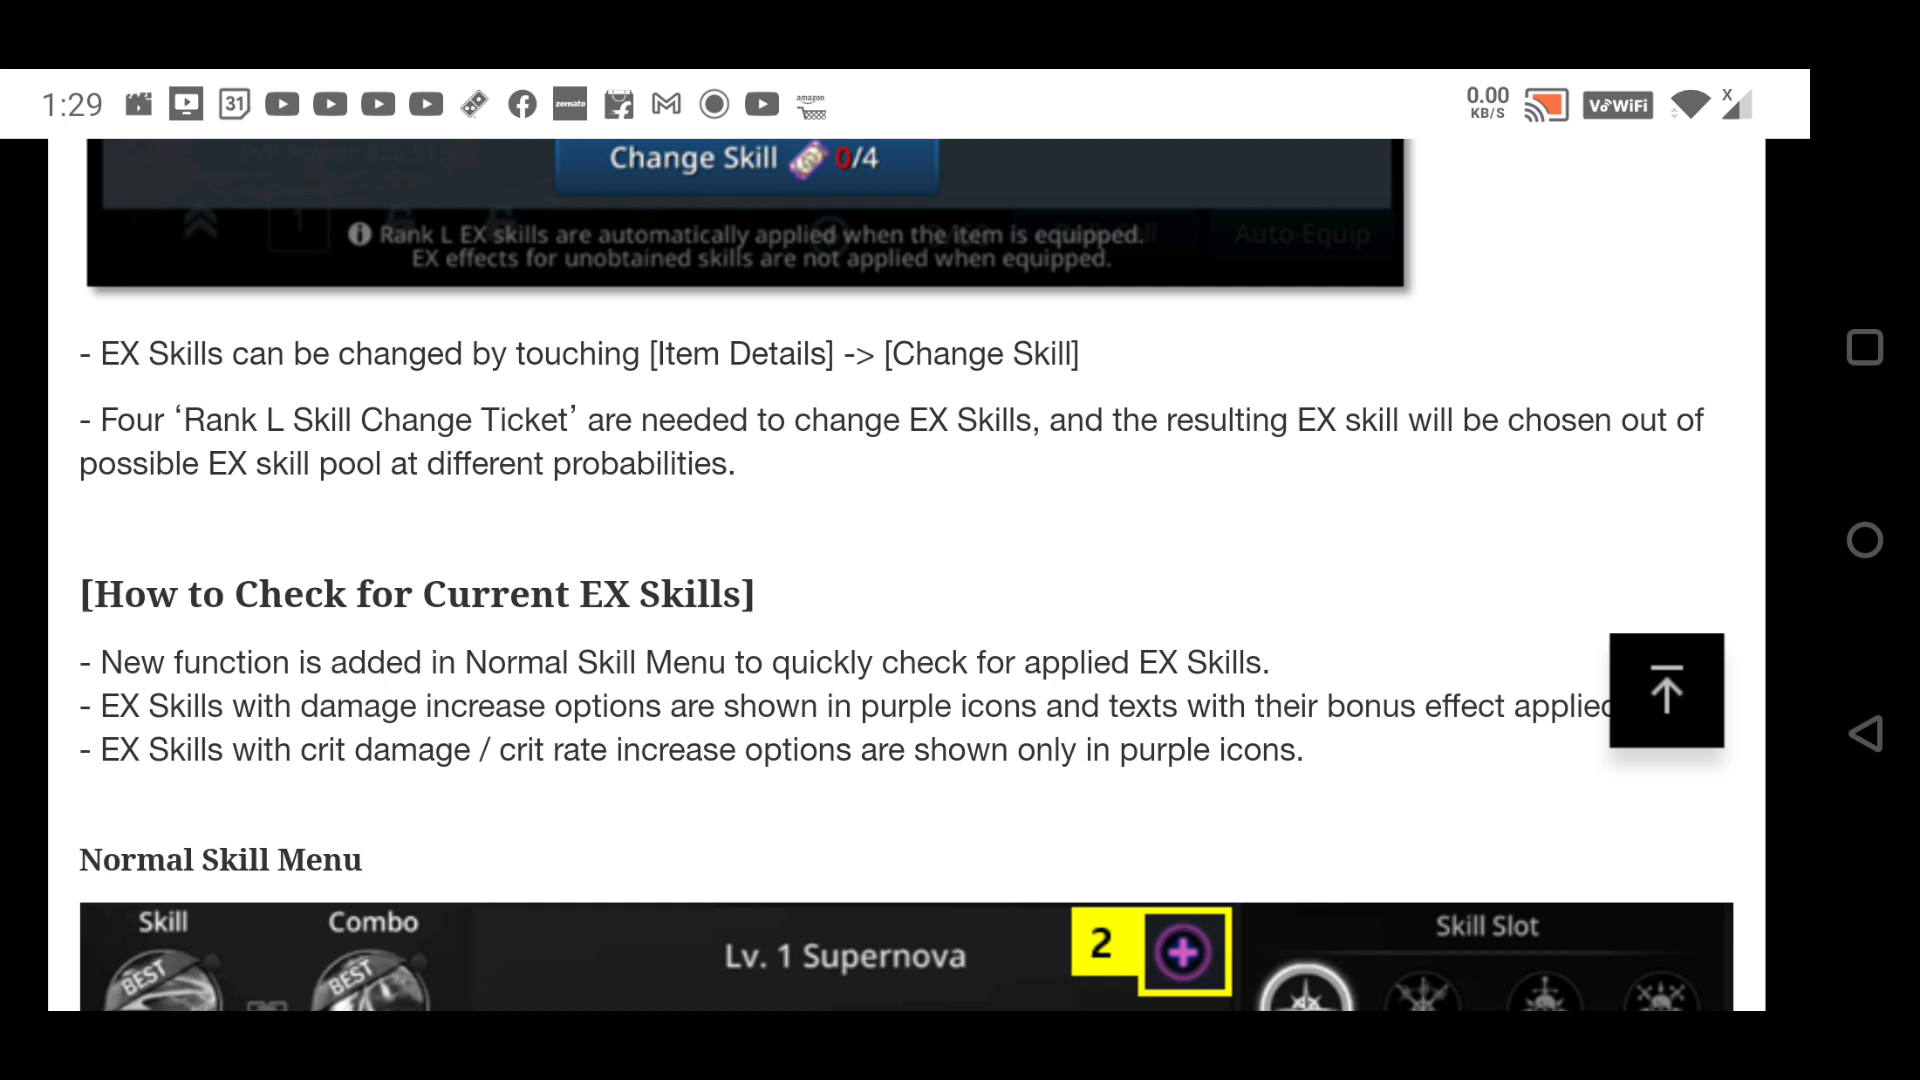 1:29
31
zomato
amazon
0.00
KB/S
VoWiFi
X
Change Skill 0/4
1
Rank L EX skills are automatically applied when the item is equipped.
Auto-Equip
EX effects for unobtained skills are not applied when equipped.
- EX Skills can be changed by touching [Item Details] -> [Change Skill]
- Four ‘Rank L Skill Change Ticket’ are needed to change EX Skills, and the resulting EX skill will be chosen out of
possible EX skill pool at different probabilities.
[How to Check for Current EX Skills]
- New function is added in Normal Skill Menu to quickly check for applied EX Skills.
- EX Skills with damage increase options are shown in purple icons and texts with their bonus effect applied
- EX Skills with crit damage / crit rate increase options are shown only in purple icons.
Normal Skill Menu
Skill
Combo
Lv. 1 Supernova
2
Skill Slot
BEST
BEST